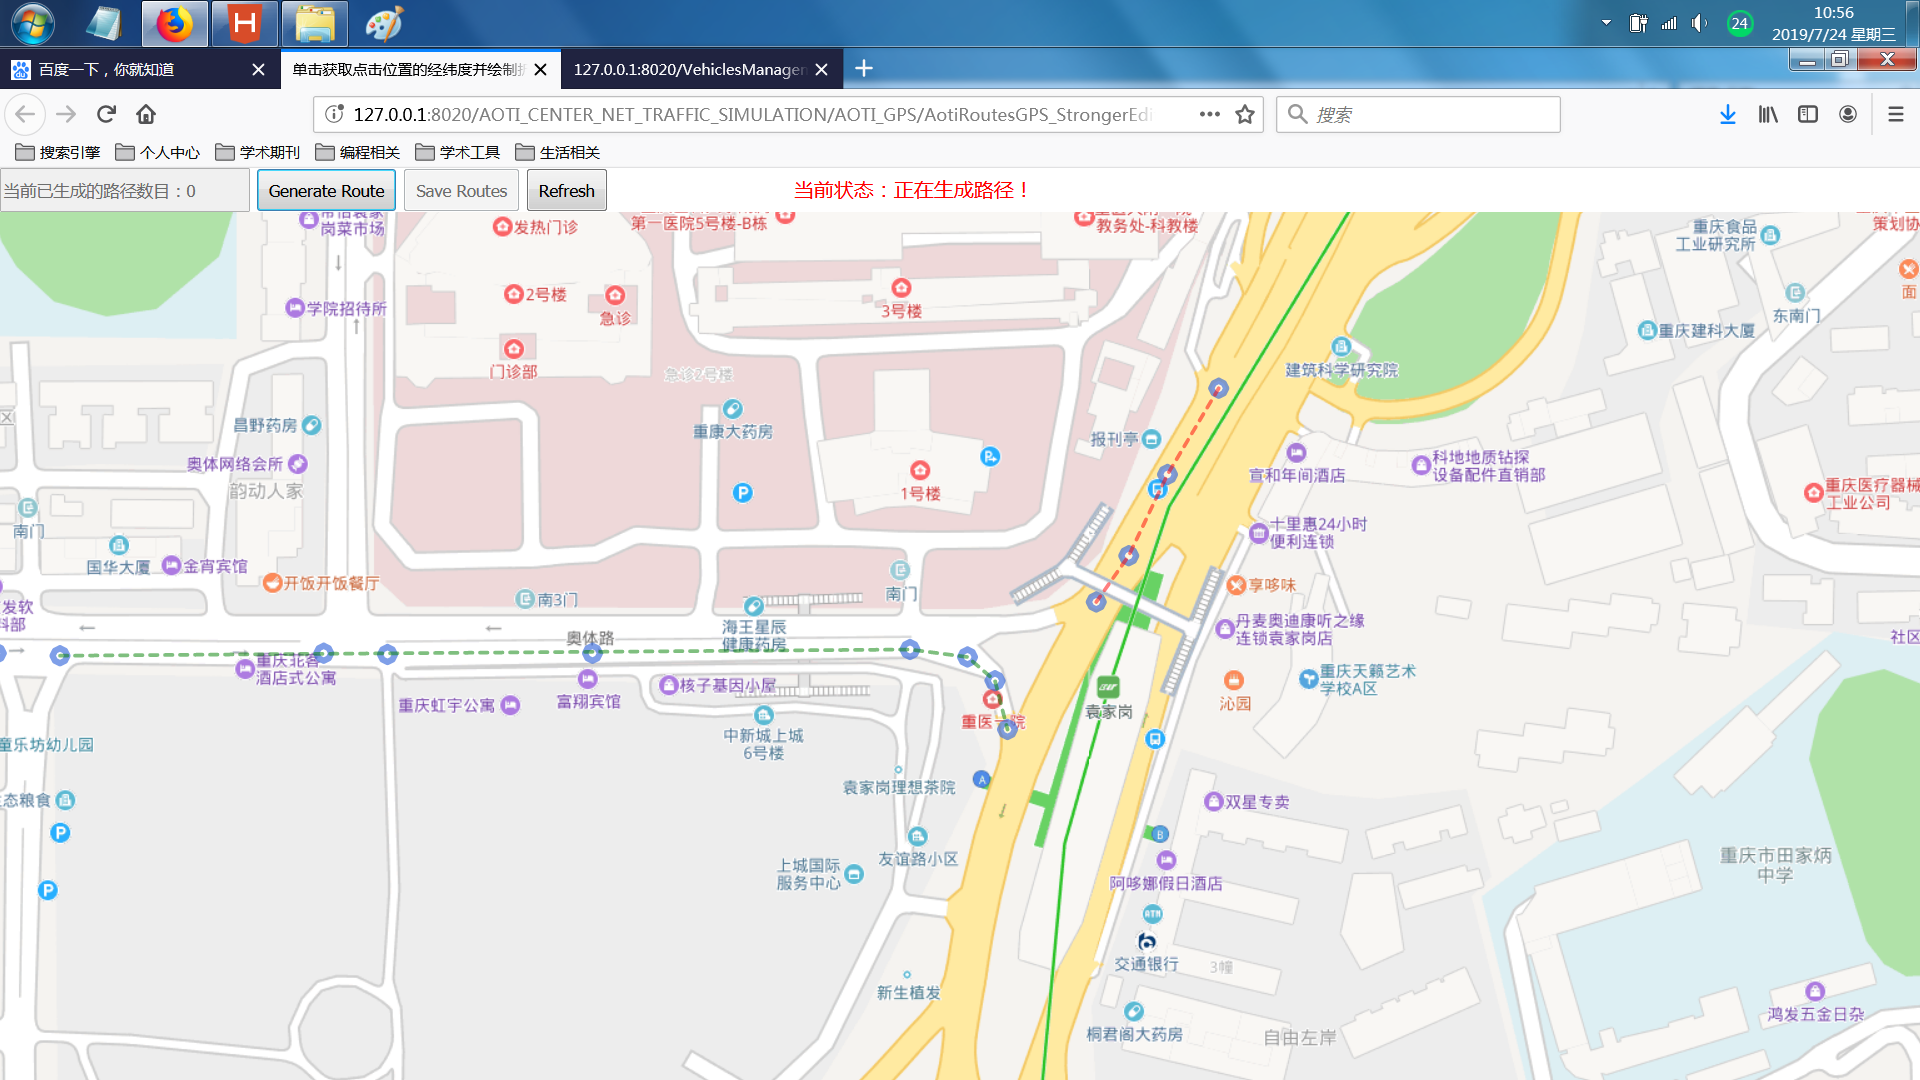 24
10:56
2019/7/24 星期三
百度一下，你就知道
单击获取点击位置的经纬度并绘制
127.0.0.1:8020/VehiclesManager
127.0.0.1:8020/AOTI_CENTER_NET_TRAFFIC_SIMULATION/AOTI_GPS/AotiRoutesGPS_StrongerEdi
搜索
搜索引擎
个人中心
学术期刊
编程相关
学术工具
生活相关
当前已生成的路径数目：0
Generate Route
Save Routes
Refresh
当前状态：正在生成路径！
岗菜市场
发热门诊
第一医院5号楼-B栋
教务处-科教楼
重庆食品
工业研究所
策划协
学院招待所
2号楼
急诊
3号楼
东南门
面
重庆建科大厦
门诊部
急诊2号楼
建筑科学研究院
昌野药房
重康大药房
报刊亭
奥体网络会所
韵动人家
宣和年间酒店
科地地质钻探
设备配件直销部
1号楼
重庆医疗器械
工业公司
南门
十里惠24小时
便利连锁
国华大厦
金宵宾馆
开饭开饭餐厅
南3门
南门
享哆味
发软
料部
海王星辰
健康药房
奥体路
丹麦奥迪康听之缘
连锁袁家岗店
社区
重庆北客
酒店式公寓
核子基因小屋
重庆天籁艺术
学校A区
重庆虹宇公寓
富翔宾馆
重医一院
袁家岗
沁园
中新城上城
6号楼
童乐坊幼儿园
袁家岗理想茶院
A
态粮食
双星专卖
B
友谊路小区
上城国际
服务中心
阿哆娜假日酒店
重庆市田家炳
中学
ATM
交通银行
3幢
新生植发
桐君阁大药房
自由左岸
鸿发五金日杂